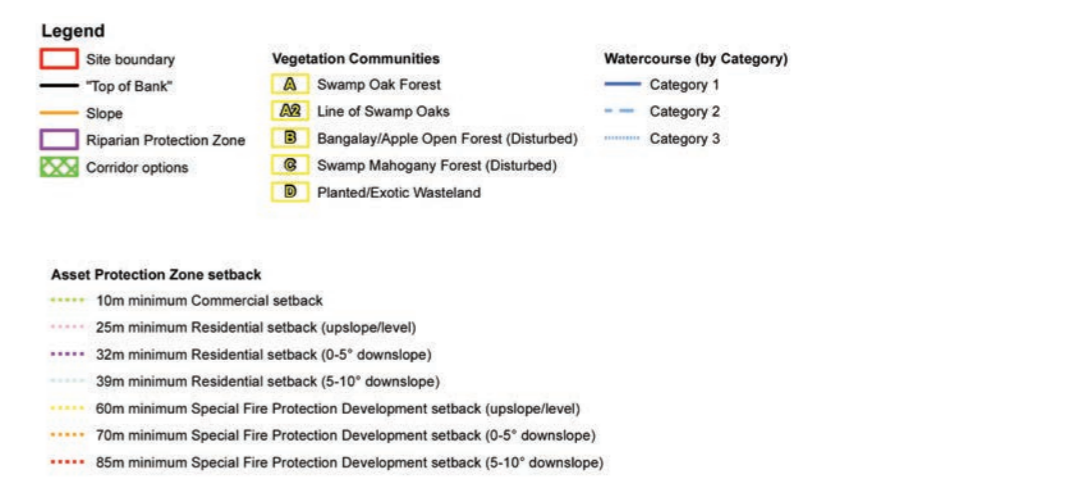 Legend
Site boundary
"Top of Bank"
Slope
Riparian Protection Zone
Corridor options
Vegetation Communities
A Swamp Oak Forest
A2 Line of Swamp Oaks
B Bangalay/Apple Open Forest (Disturbed)
C Swamp Mahogany Forest (Disturbed)
D Planted/Exotic Wasteland
Watercourse (by Category)
Category 1
Category 2
Category 3
Asset Protection Zone setback
10m minimum Commercial setback
25m minimum Residential setback (upslope/level)
32m minimum Residential setback (0-5° downslope)
39m minimum Residential setback (5-10° downslope)
60m minimum Special Fire Protection Development setback (upslope/level)
70m minimum Special Fire Protection Development setback (0-5° downslope)
85m minimum Special Fire Protection Development setback (5-10° downslope)